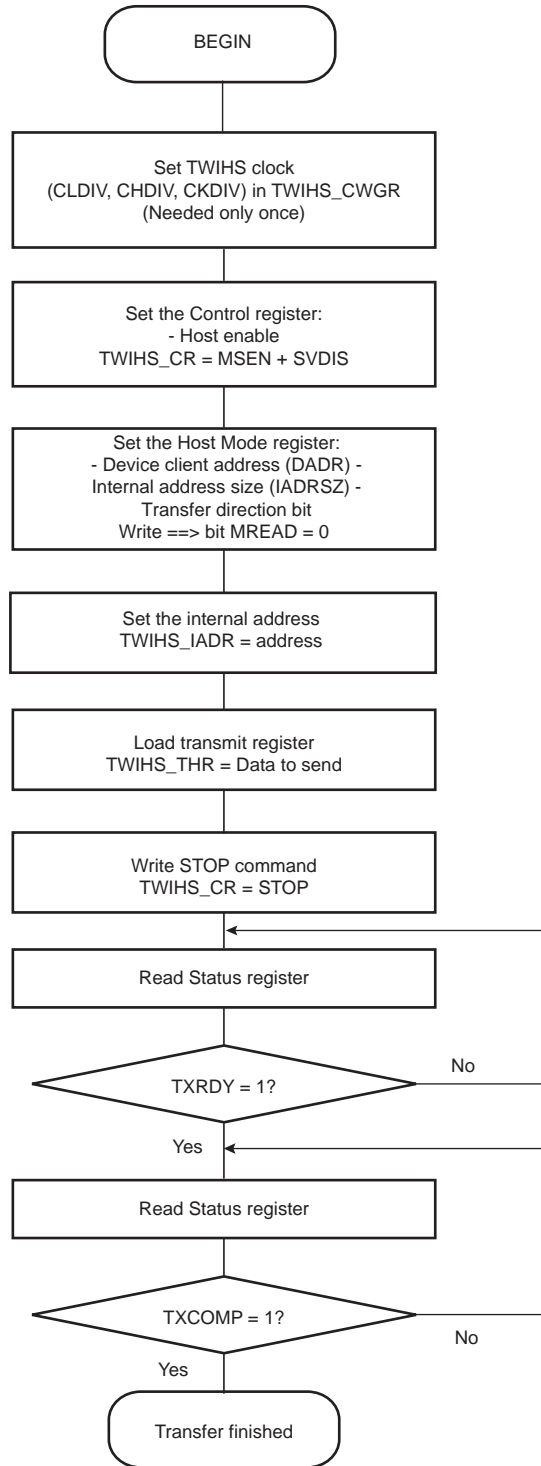 BEGIN
Set TWIHS clock
(CLDIV, CHDIV, CKDIV) in TWIHS_CWGR
(Needed only once)
Set the Control register:
- Host enable
TWIHS_CR = MSEN + SVDIS
Set the Host Mode register:
- Device client address (DADR) -
Internal address size (IADRSZ) -
Transfer direction bit
Write ==> bit MREAD = 0
Set the internal address
TWIHS_IADR = address
Load transmit register
TWIHS_THR = Data to send
Write STOP command
TWIHS_CR = STOP
Read Status register
TXRDY = 1?
No
Yes
Read Status register
TXCOMP = 1?
No
Yes
Transfer finished